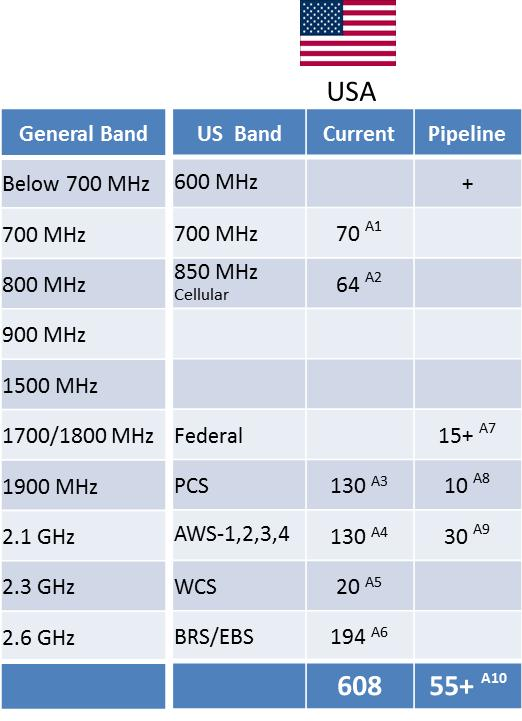 USA
General Band US Band Current Pipeline
Below 700 MHz 600 MHz +
700 MHz 700 MHz 70 A1
800 MHz 850 MHz Cellular 64 A2
900 MHz
1500 MHz
1700/1800 MHz Federal 15+ A7
1900 MHz PCS 130 A3 10 A8
2.1 GHz AWS-1,2,3,4 130 A4 30 A9
2.3 GHz WCS 20 A5
2.6 GHz BRS/EBS 194 A6
608 55+ A10